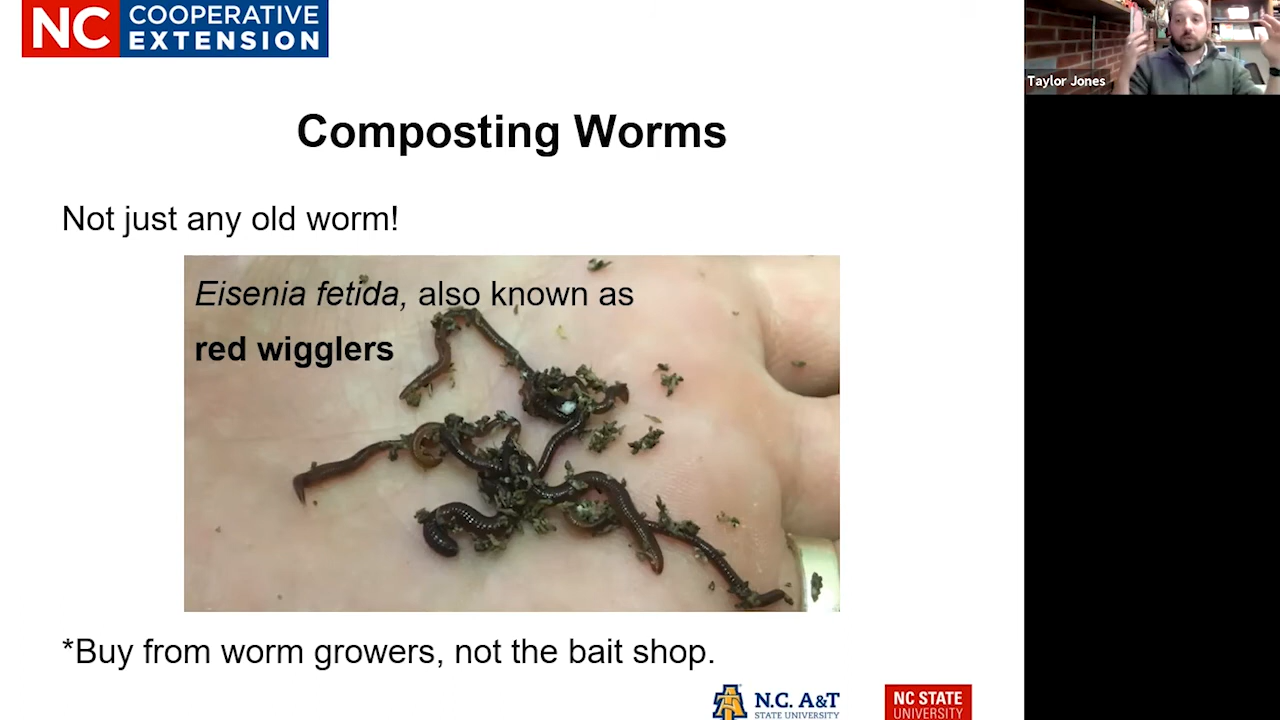 NC COOPERATIVE
EXTENSION
Taylor Jones
Composting Worms
Not just any old worm!
Eisenia fetida, also known as
red wigglers
*Buy from worm growers, not the bait shop.
N.C. A&T
STATE UNIVERSITY
NC STATE
UNIVERSITY